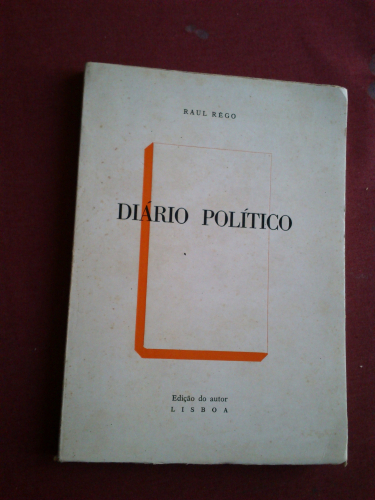 RAUL RÊGO
DIÁRIO POLÍTICO
Edição do autor
LISBOA